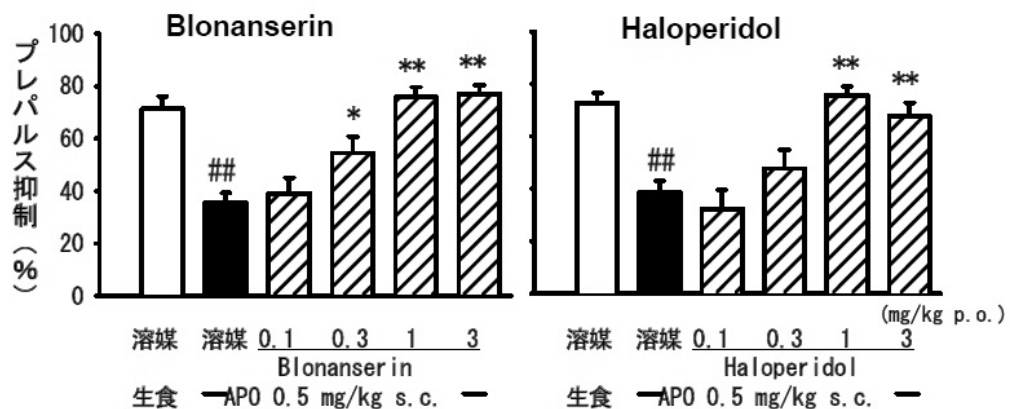 Blonanserin
Haloperidol
プレパルス抑制(%)
100
80
60
40
20
0
##
*
**
**
##
**
**
(mg/kg p.o.)
溶媒 溶媒 0.1 0.3 1 3
Blonanserin
生食 APO 0.5 mg/kg s.c.
溶媒 溶媒 0.1 0.3 1 3
Haloperidol
生食 APO 0.5 mg/kg s.c.